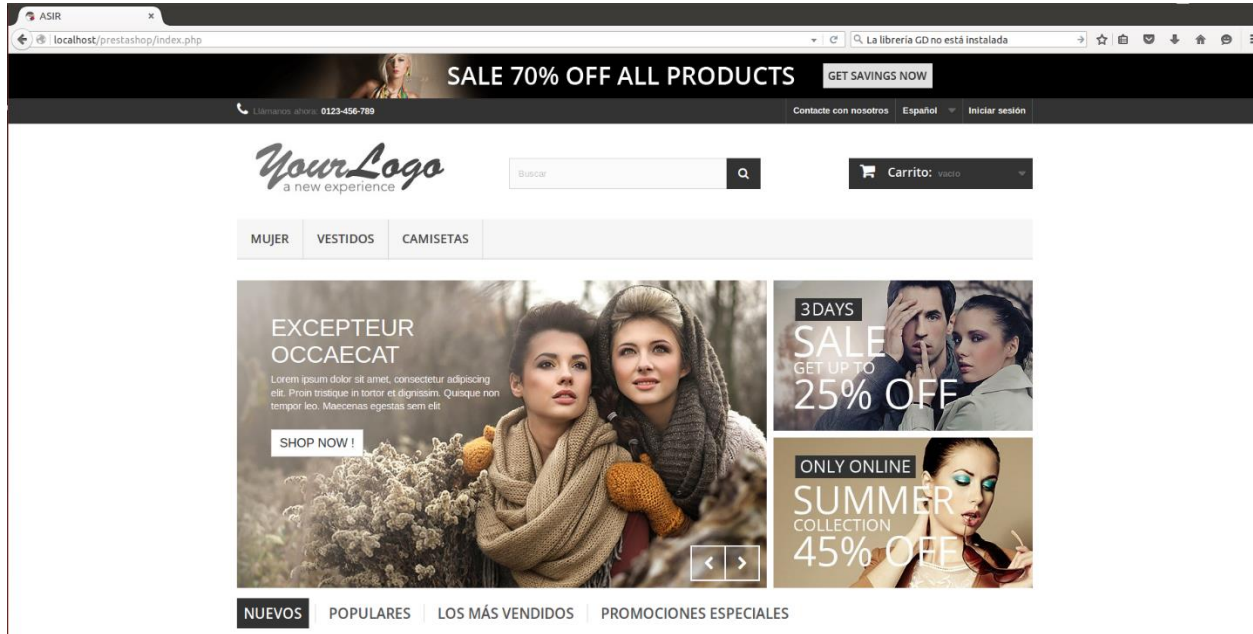 ASIR
localhost/prestashop/index.php
La libreria GD no está instalada
SALE 70% OFF ALL PRODUCTS
GET SAVINGS NOW
Llámanos ahora: 0123-456-789
Contacte con nosotros
Español
Iniciar sesión
YourLogo
a new experience
Buscar
Carrito: vacío
MUJER
VESTIDOS
CAMISETAS
EXCEPTEUR
OCCAECAT
Lorem ipsum dolor sit amet, consectetur adipiscing
elit. Proin tristique in tortor et dignissim. Quisque non
tempor leo. Maecenas egestas sem elit
SHOP NOW !
3 DAYS
SALE
GET UP TO
25% OFF
ONLY ONLINE
SUMMER
COLLECTION
45% OFF
NUEVOS
POPULARES
LOS MÁS VENDIDOS
PROMOCIONES ESPECIALES